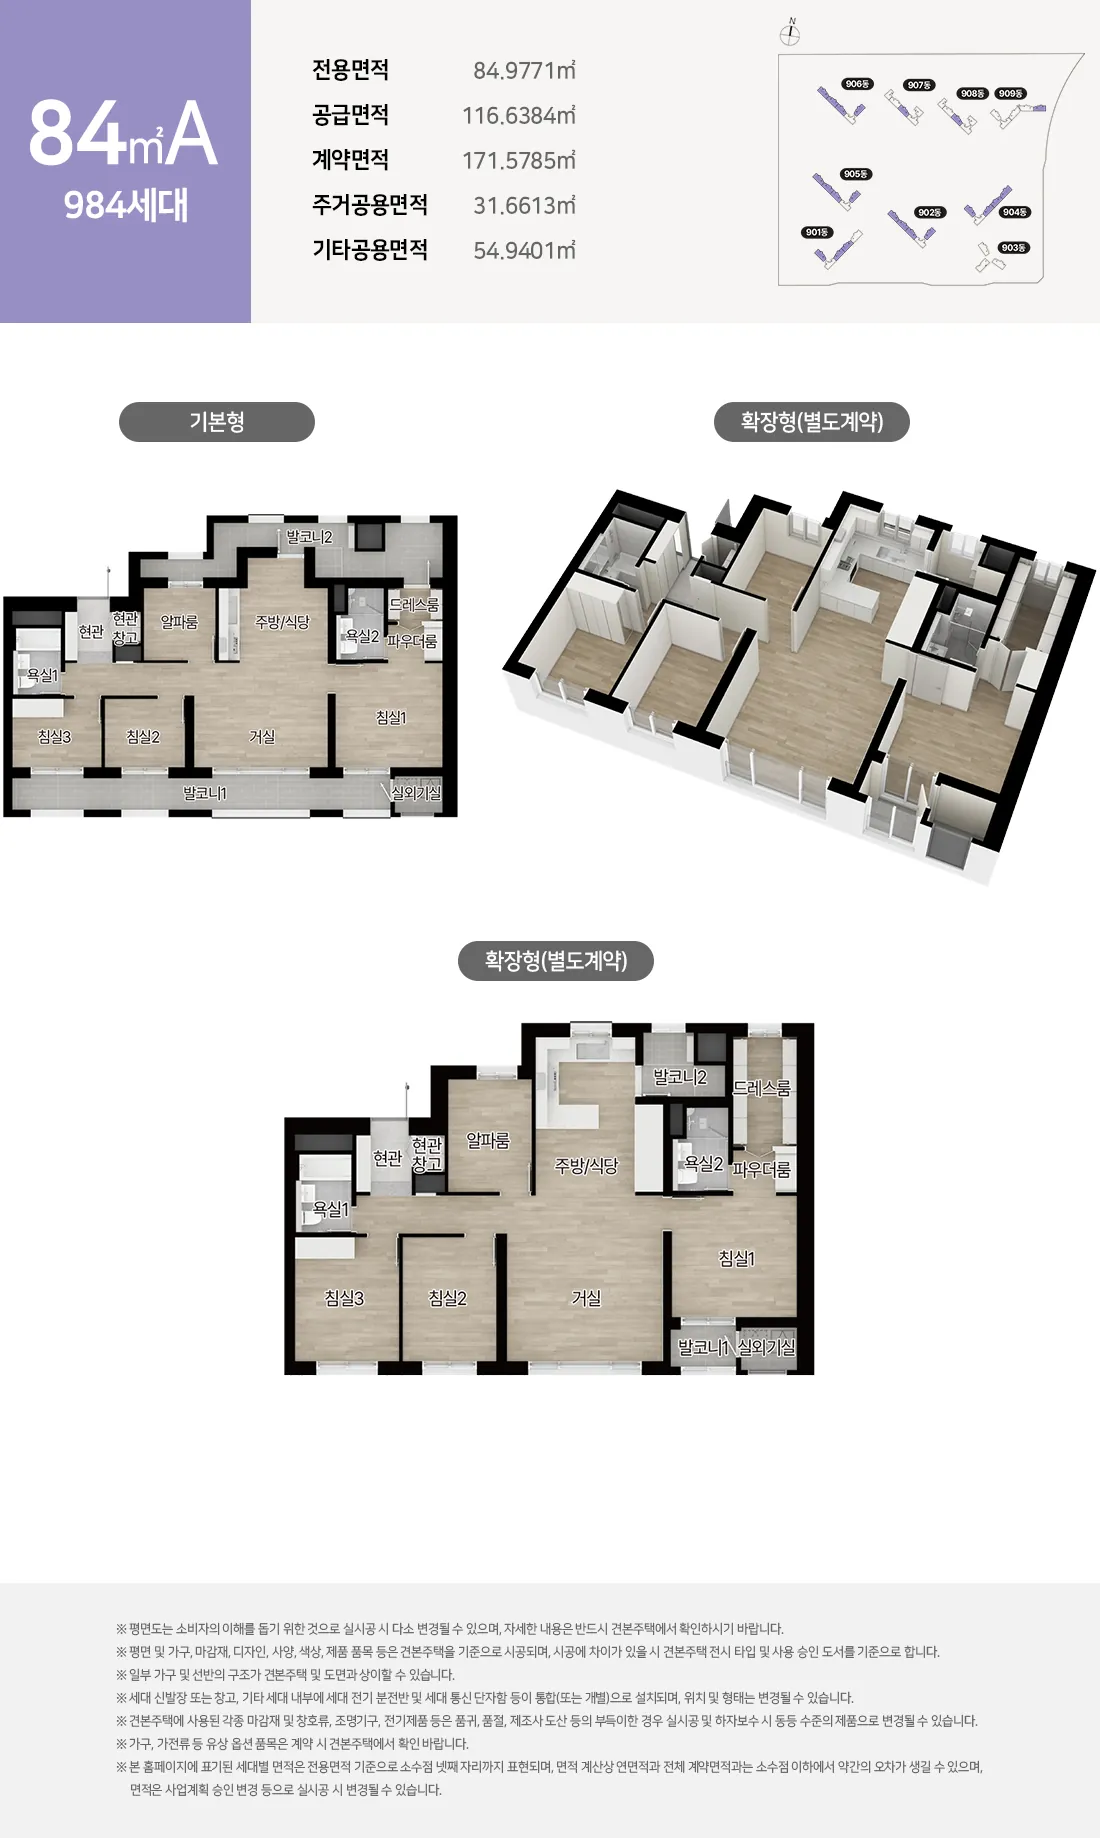 84㎡A
984세대
전용면적 84.9771㎡
공급면적 116.6384㎡
계약면적 171.5785㎡
주거공용면적 31.6613㎡
기타공용면적 54.9401㎡
N
906동
907동
908동
909동
905동
902동
904동
901동
903동
기본형
확장형(별도계약)
발코니2
현관
현관
창고
알파룸
주방/식당
욕실2
드레스룸
파우더룸
욕실1
침실3
침실2
거실
침실1
발코니1
실외기실
확장형(별도계약)
발코니2
드레스룸
현관
현관
창고
알파룸
주방/식당
욕실2
파우더룸
욕실1
침실3
침실2
거실
침실1
발코니1
실외기실
※ 평면도는 소비자의 이해를 돕기 위한 것으로 실시공 시 다소 변경될 수 있으며, 자세한 내용은 반드시 견본주택에서 확인하시기 바랍니다.
※ 평면 및 가구, 마감재, 디자인, 사양, 색상, 제품 품목 등은 견본주택을 기준으로 시공되며, 시공에 차이가 있을 시 견본주택 전시 타입 및 사용 승인 도서를 기준으로 합니다.
※ 일부 가구 및 선반의 구조가 견본주택 및 도면과 상이할 수 있습니다.
※ 세대 신발장 또는 창고, 기타 세대 내부에 세대 전기 분전반 및 세대 통신 단자함 등이 통합(또는 개별)으로 설치되며, 위치 및 형태는 변경될 수 있습니다.
※ 견본주택에 사용된 각종 마감재 및 창호류, 조명기구, 전기제품 등은 품귀, 품절, 제조사 도산 등의 부득이한 경우 실시공 및 하자보수 시 동등 수준의 제품으로 변경될 수 있습니다.
※ 가구, 가전류 등 유상 옵션 품목은 계약 시 견본주택에서 확인 바랍니다.
※ 본 홈페이지에 표기된 세대별 면적은 전용면적 기준으로 소수점 넷째 자리까지 표현되며, 면적 계산상 연면적과 전체 계약면적과는 소수점 이하에서 약간의 오차가 생길 수 있으며,
면적은 사업계획 승인 변경 등으로 실시공 시 변경될 수 있습니다.